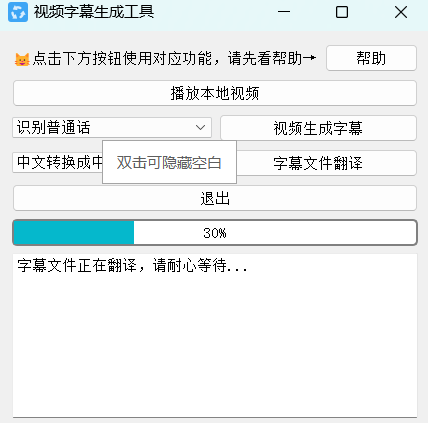 视频字幕生成工具
点击下方按钮使用对应功能，请先看帮助→
帮助
播放本地视频
识别普通话
视频生成字幕
中文转换成中
双击可隐藏空白
字幕文件翻译
退出
30%
字幕文件正在翻译，请耐心等待...